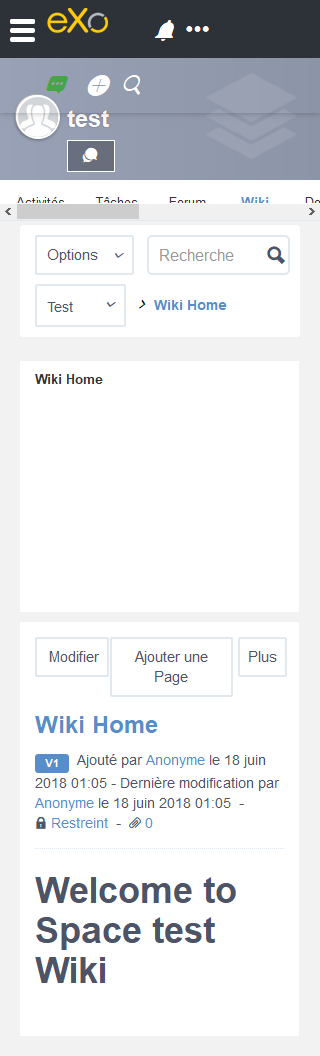 eXo
test
Activités Tâches Forum Wiki
Options Recherche
Test Wiki Home
Wiki Home
Modifier Ajouter une Page Plus
Wiki Home
V1 Ajouté par Anonyme le 18 juin
2018 01:05 - Dernière modification par
Anonyme le 18 juin 2018 01:05 -
Restreint - 0
Welcome to
Space test
Wiki